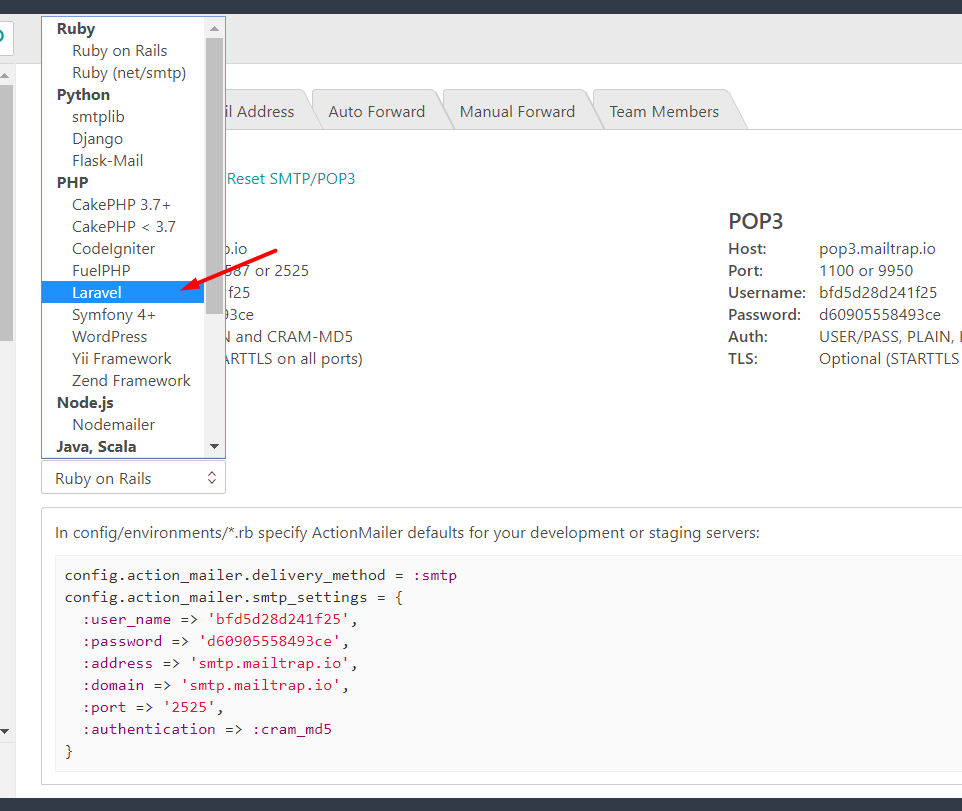 Ruby
Ruby on Rails
Ruby (net/smtp)
Python
smtplib
Django
Flask-Mail
PHP
CakePHP 3.7+
CakePHP < 3.7
CodeIgniter
FuelPHP
Laravel
Symfony 4+
WordPress
Yii Framework
Zend Framework
Node.js
Nodemailer
Java, Scala
Ruby on Rails
il Address
Auto Forward
Manual Forward
Team Members
Reset SMTP/POP3
p.io
587 or 2525
f25
93ce
N and CRAM-MD5
ARTTLS on all ports)
POP3
Host: pop3.mailtrap.io
Port: 1100 or 9950
Username: bfd5d28d241f25
Password: d60905558493ce
Auth: USER/PASS, PLAIN,
TLS: Optional (STARTTLS
In config/environments/*.rb specify ActionMailer defaults for your development or staging servers:
config.action_mailer.delivery_method = :smtp
config.action_mailer.smtp_settings = {
:user_name => 'bfd5d28d241f25',
:password => 'd60905558493ce',
:address => 'smtp.mailtrap.io',
:domain => 'smtp.mailtrap.io',
:port => '2525',
:authentication => :cram_md5
}